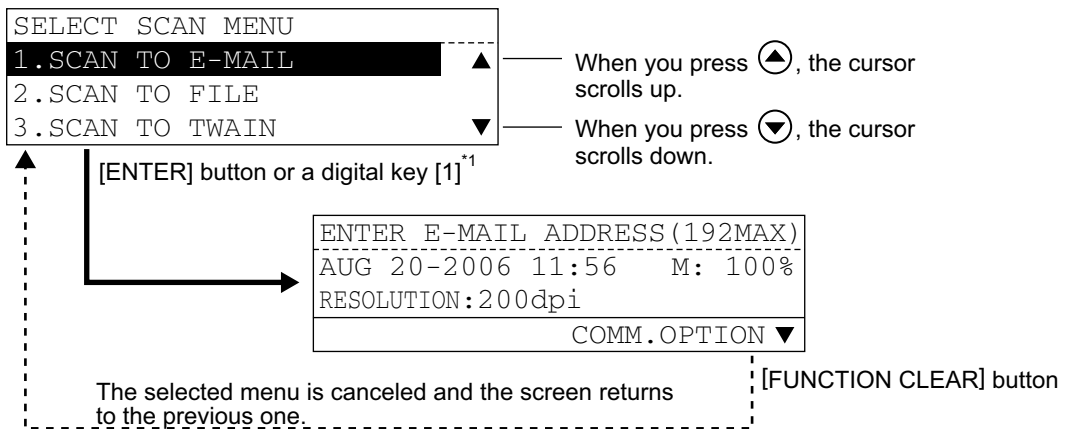 SELECT SCAN MENU
1.SCAN TO E-MAIL ▲
2.SCAN TO FILE
3.SCAN TO TWAIN ▼
When you press ▲, the cursor
scrolls up.
When you press ▼, the cursor
scrolls down.
[ENTER] button or a digital key [1]*1
ENTER E-MAIL ADDRESS(192MAX)
AUG 20-2006 11:56 M: 100%
RESOLUTION:200dpi
COMM.OPTION ▼
[FUNCTION CLEAR] button
The selected menu is canceled and the screen returns
to the previous one.